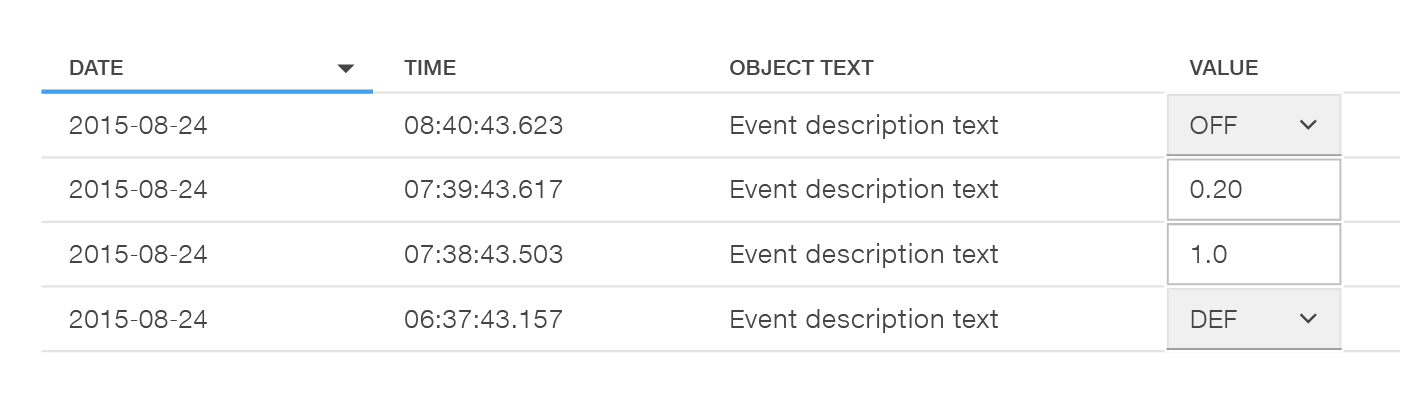 DATE TIME OBJECT TEXT VALUE
2015-08-24 08:40:43.623 Event description text OFF
2015-08-24 07:39:43.617 Event description text 0.20
2015-08-24 07:38:43.503 Event description text 1.0
2015-08-24 06:37:43.157 Event description text DEF